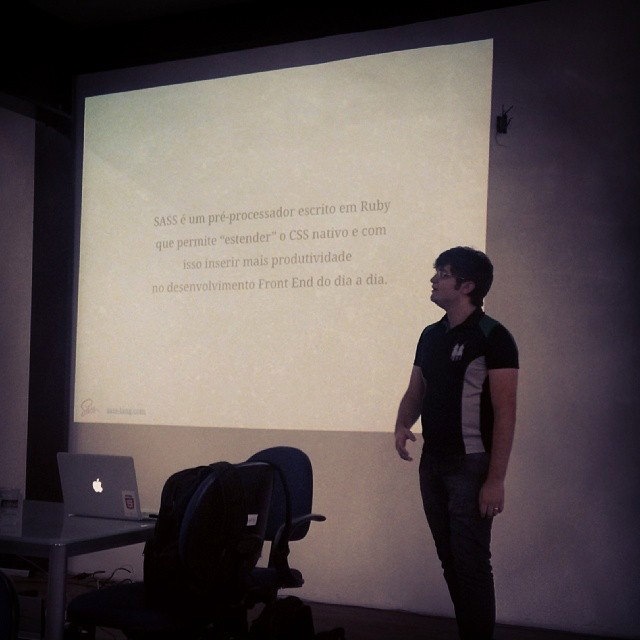 SASS é um pré-processador escrito em Ruby
que permite "estender" o CSS nativo e com
isso inserir mais produtividade
no desenvolvimento Front End do dia a dia.